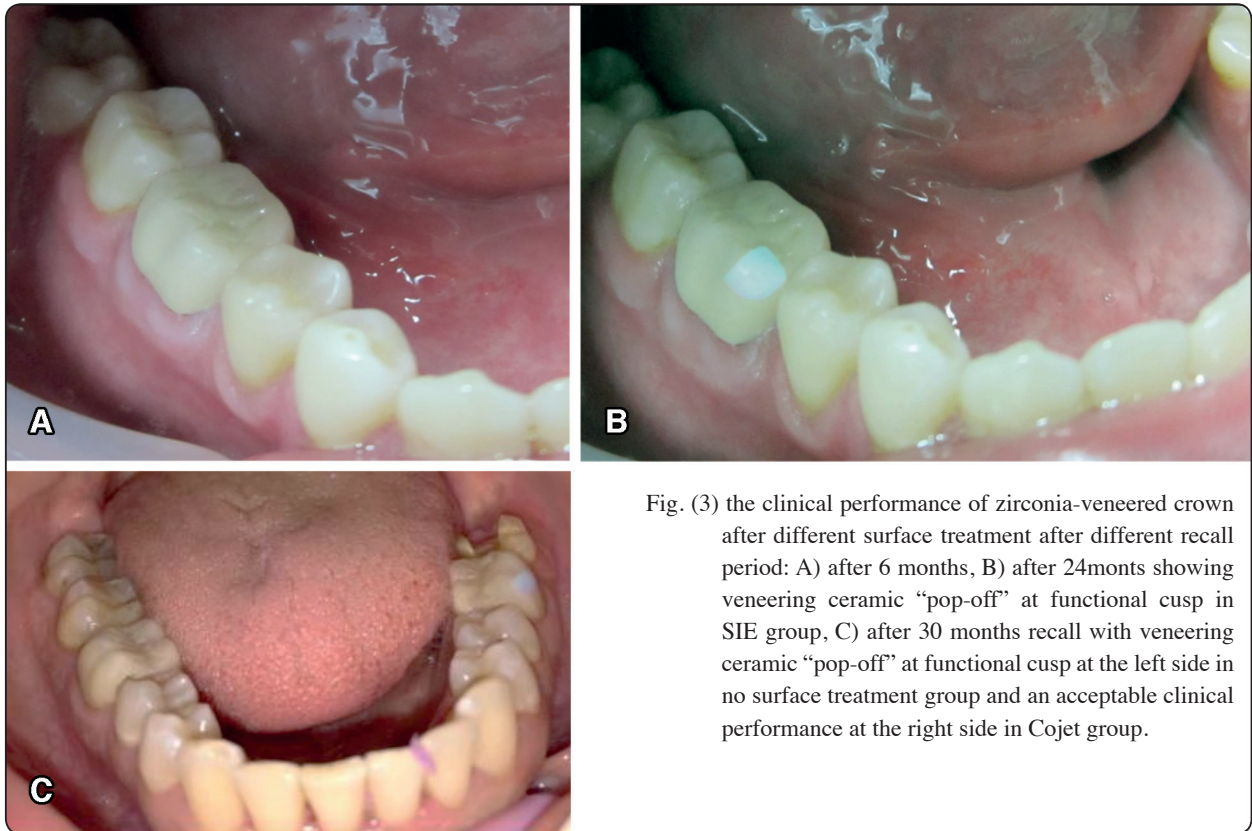 A
B
C
Fig. (3) the clinical performance of zirconia-veneered crown
after different surface treatment after different recall
period: A) after 6 months, B) after 24monts showing
veneering ceramic “pop-off” at functional cusp in
SIE group, C) after 30 months recall with veneering
ceramic “pop-off” at functional cusp at the left side in
no surface treatment group and an acceptable clinical
performance at the right side in Cojet group.